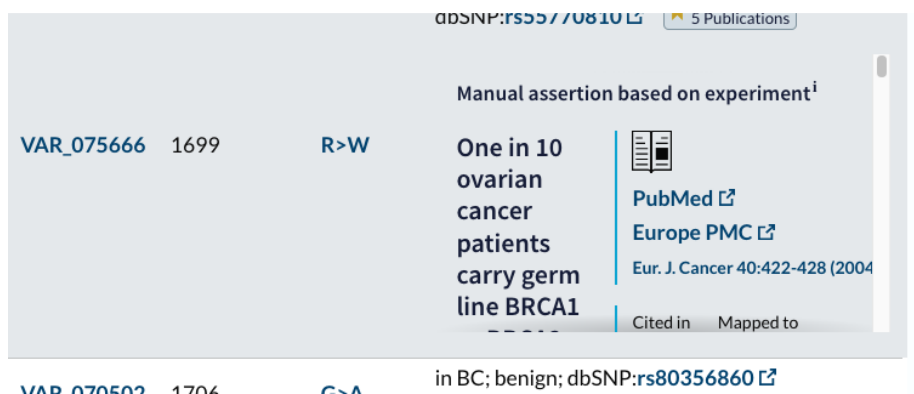 dbSNP:rs55770810 5 Publications
Manual assertion based on experimentⁱ
VAR_075666 1699 R>W
One in 10
ovarian
cancer
patients
carry germ
line BRCA1
PubMed
Europe PMC
Eur. J. Cancer 40:422-428 (2004
Cited in Mapped to
in BC; benign; dbSNP:rs80356860
VAR_070502 1706 G>A